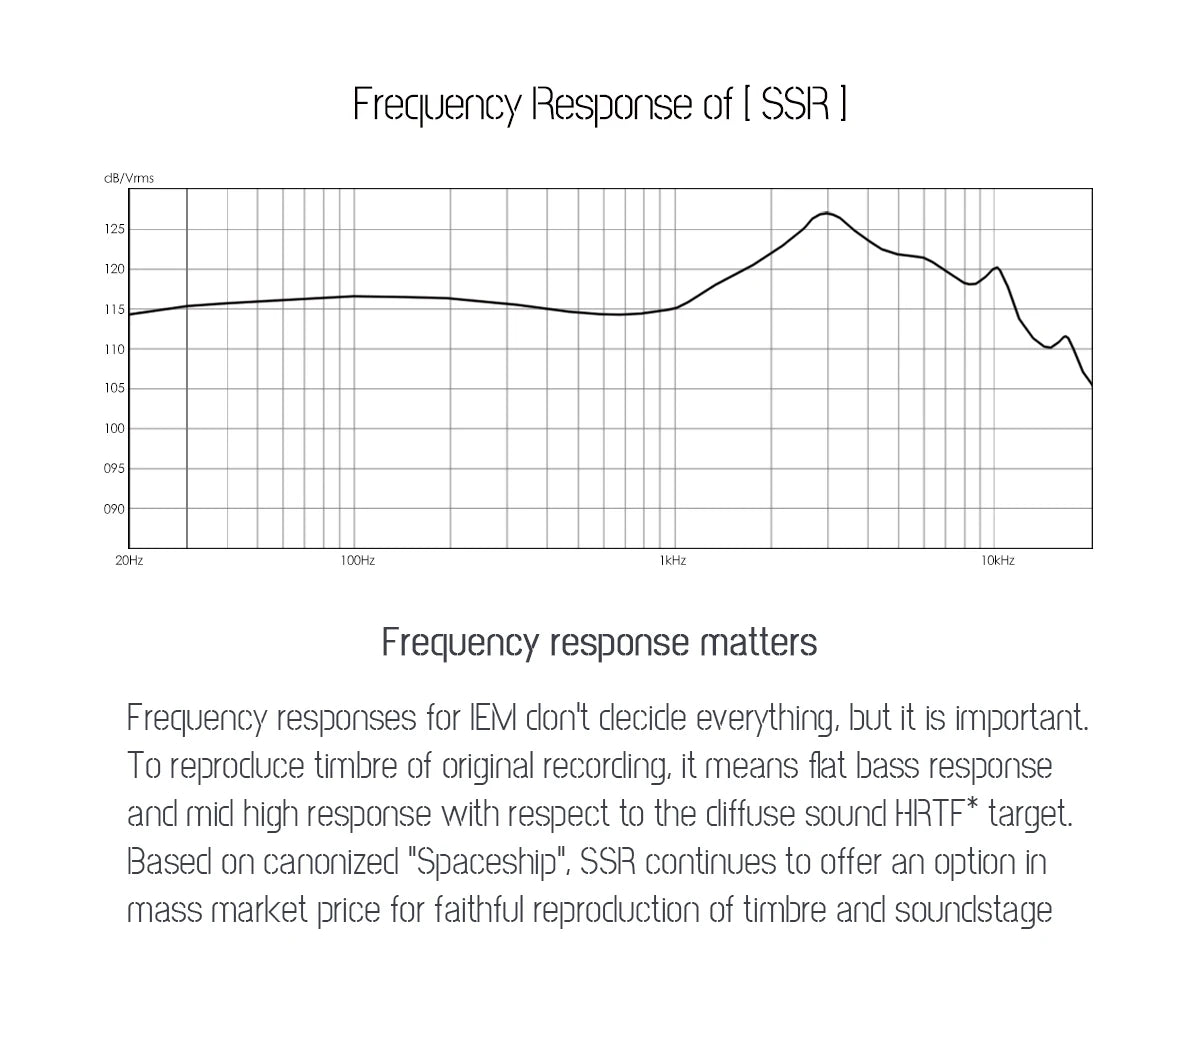 Frequency Response of [ SSR ]
dB/Vrms
125
120
115
110
105
100
095
090
20Hz 100Hz 1kHz 10kHz
Frequency response matters
Frequency responses for IEM don't decide everything, but it is important.
To reproduce timbre of original recording, it means flat bass response
and mid high response with respect to the diffuse sound HRTF* target.
Based on canonized "Spaceship", SSR continues to offer an option in
mass market price for faithful reproduction of timbre and soundstage